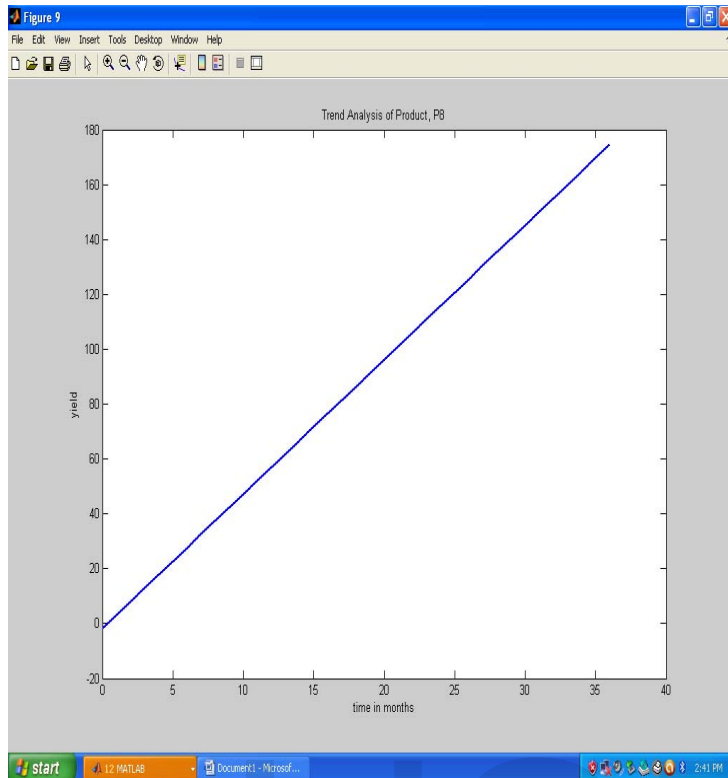 Figure 9
File Edit View Insert Tools Desktop Window Help
Trend Analysis of Product, P8
180
160
140
120
100
80
60
40
20
0
-20
yield
0 5 10 15 20 25 30 35 40
time in months
start 12 MATLAB Document1 - Microsof... 2:41 PM